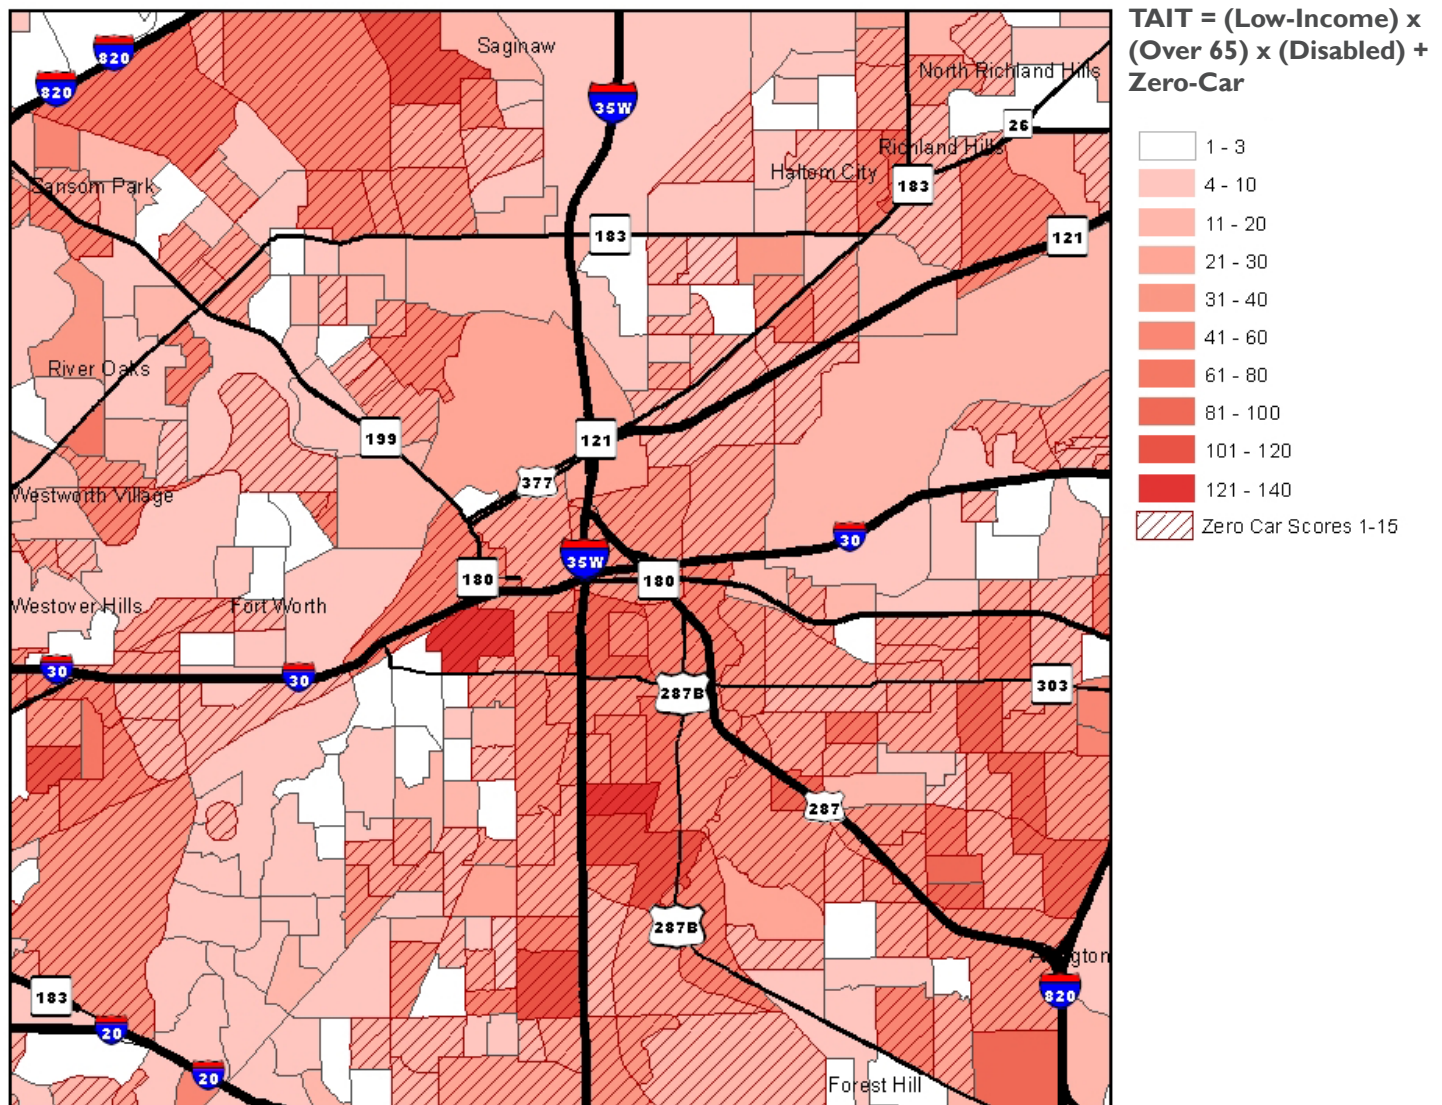 TAIT = (Low-Income) x
(Over 65) x (Disabled) +
Zero-Car
1 - 3
4 - 10
11 - 20
21 - 30
31 - 40
41 - 60
61 - 80
81 - 100
101 - 120
121 - 140
Zero Car Scores 1-15
820
Saginaw
North Richland Hills
820
35W
26
Richland Hills
Sansom Park
Haltom City
183
183
121
River Oaks
199
121
377
Westworth Village
30
35W
180
180
Westover Hills
Fort Worth
30
30
303
287B
287
287B
183
820
20
20
Forest Hill